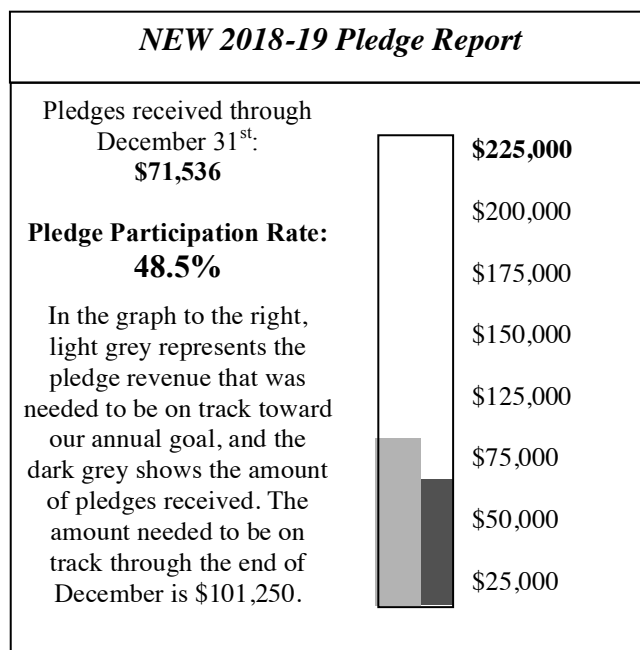 NEW 2018-19 Pledge Report
Pledges received through
December 31st:
$71,536
Pledge Participation Rate:
48.5%
In the graph to the right,
light grey represents the
pledge revenue that was
needed to be on track toward
our annual goal, and the
dark grey shows the amount
of pledges received. The
amount needed to be on
track through the end of
December is $101,250.
$225,000
$200,000
$175,000
$150,000
$125,000
$75,000
$50,000
$25,000